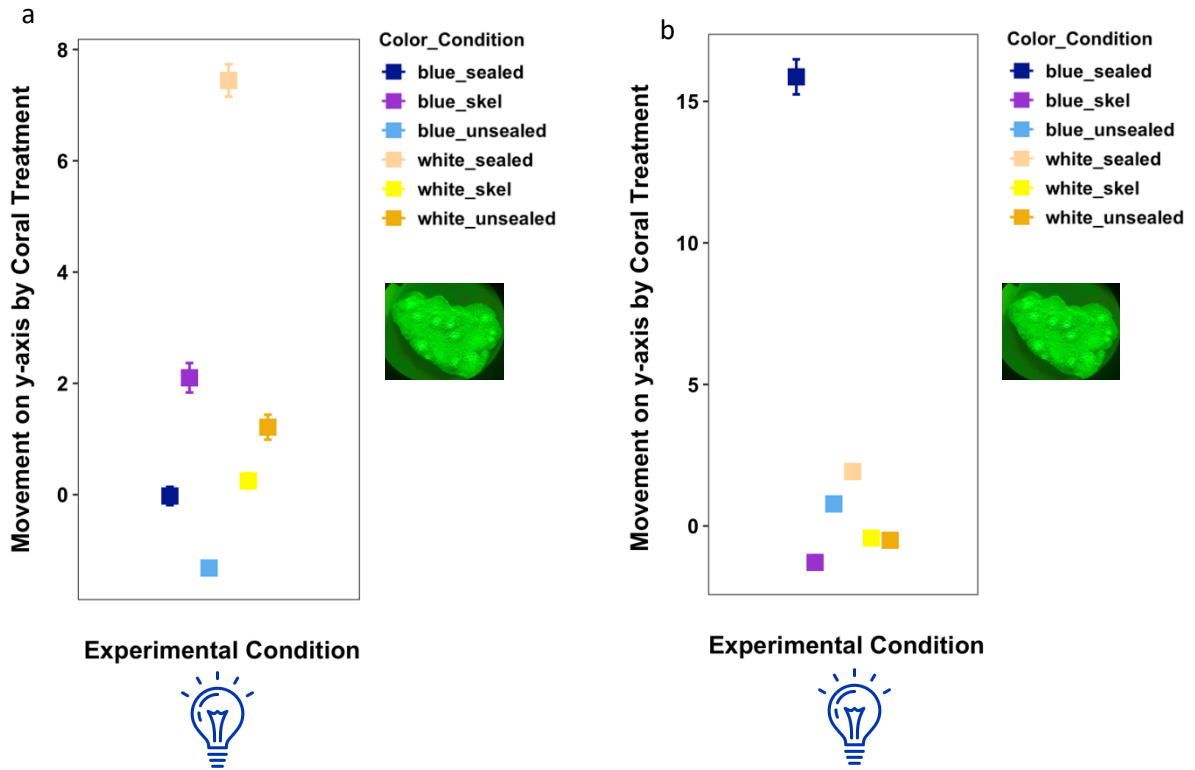 a
Movement on y-axis by Coral Treatment
8
6
4
2
0
Experimental Condition
Color_Condition
blue_sealed
blue_skel
blue_unsealed
white_sealed
white_skel
white_unsealed
b
Movement on y-axis by Coral Treatment
15
10
5
0
Experimental Condition
Color_Condition
blue_sealed
blue_skel
blue_unsealed
white_sealed
white_skel
white_unsealed